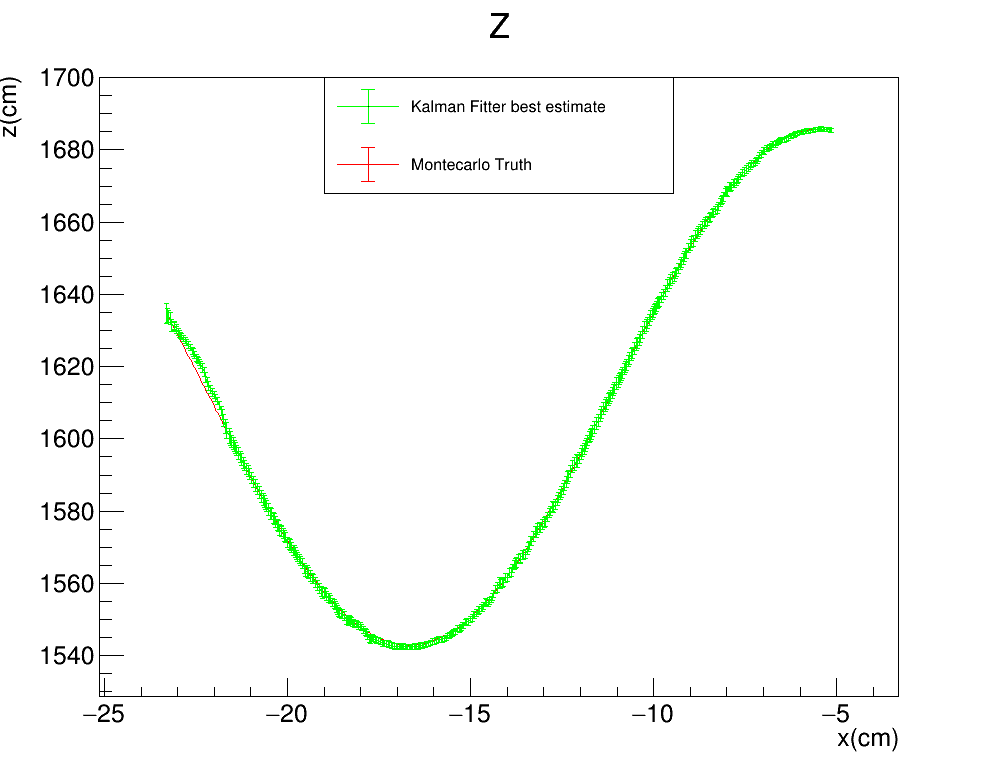 Z
z(cm)
1700
1680
1660
1640
1620
1600
1580
1560
1540
Kalman Fitter best estimate
Montecarlo Truth
−25 −20 −15 −10 −5
x(cm)